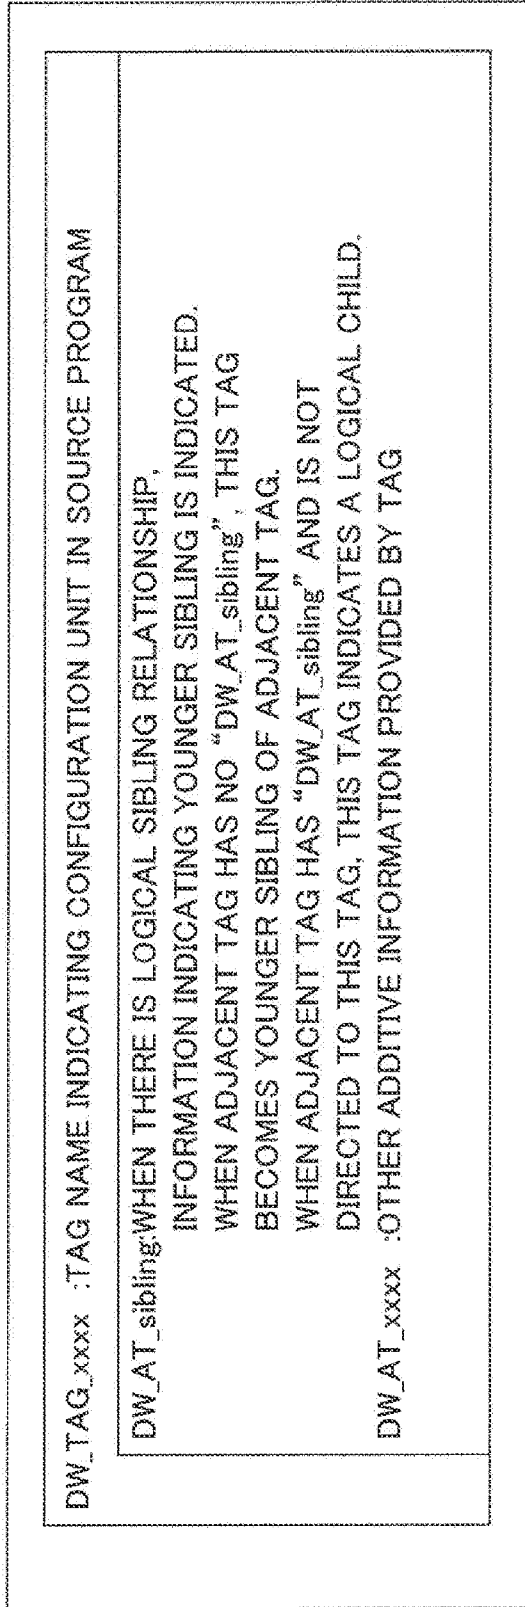 DW_TAG_xxxx :TAG NAME INDICATING CONFIGURATION UNIT IN SOURCE PROGRAM
DW_AT_sibling:WHEN THERE IS LOGICAL SIBLING RELATIONSHIP,
INFORMATION INDICATING YOUNGER SIBLING IS INDICATED.
WHEN ADJACENT TAG HAS NO "DW_AT_sibling", THIS TAG
BECOMES YOUNGER SIBLING OF ADJACENT TAG.
WHEN ADJACENT TAG HAS "DW_AT_sibling" AND IS NOT
DIRECTED TO THIS TAG, THIS TAG INDICATES A LOGICAL CHILD.
DW_AT_xxxx :OTHER ADDITIVE INFORMATION PROVIDED BY TAG